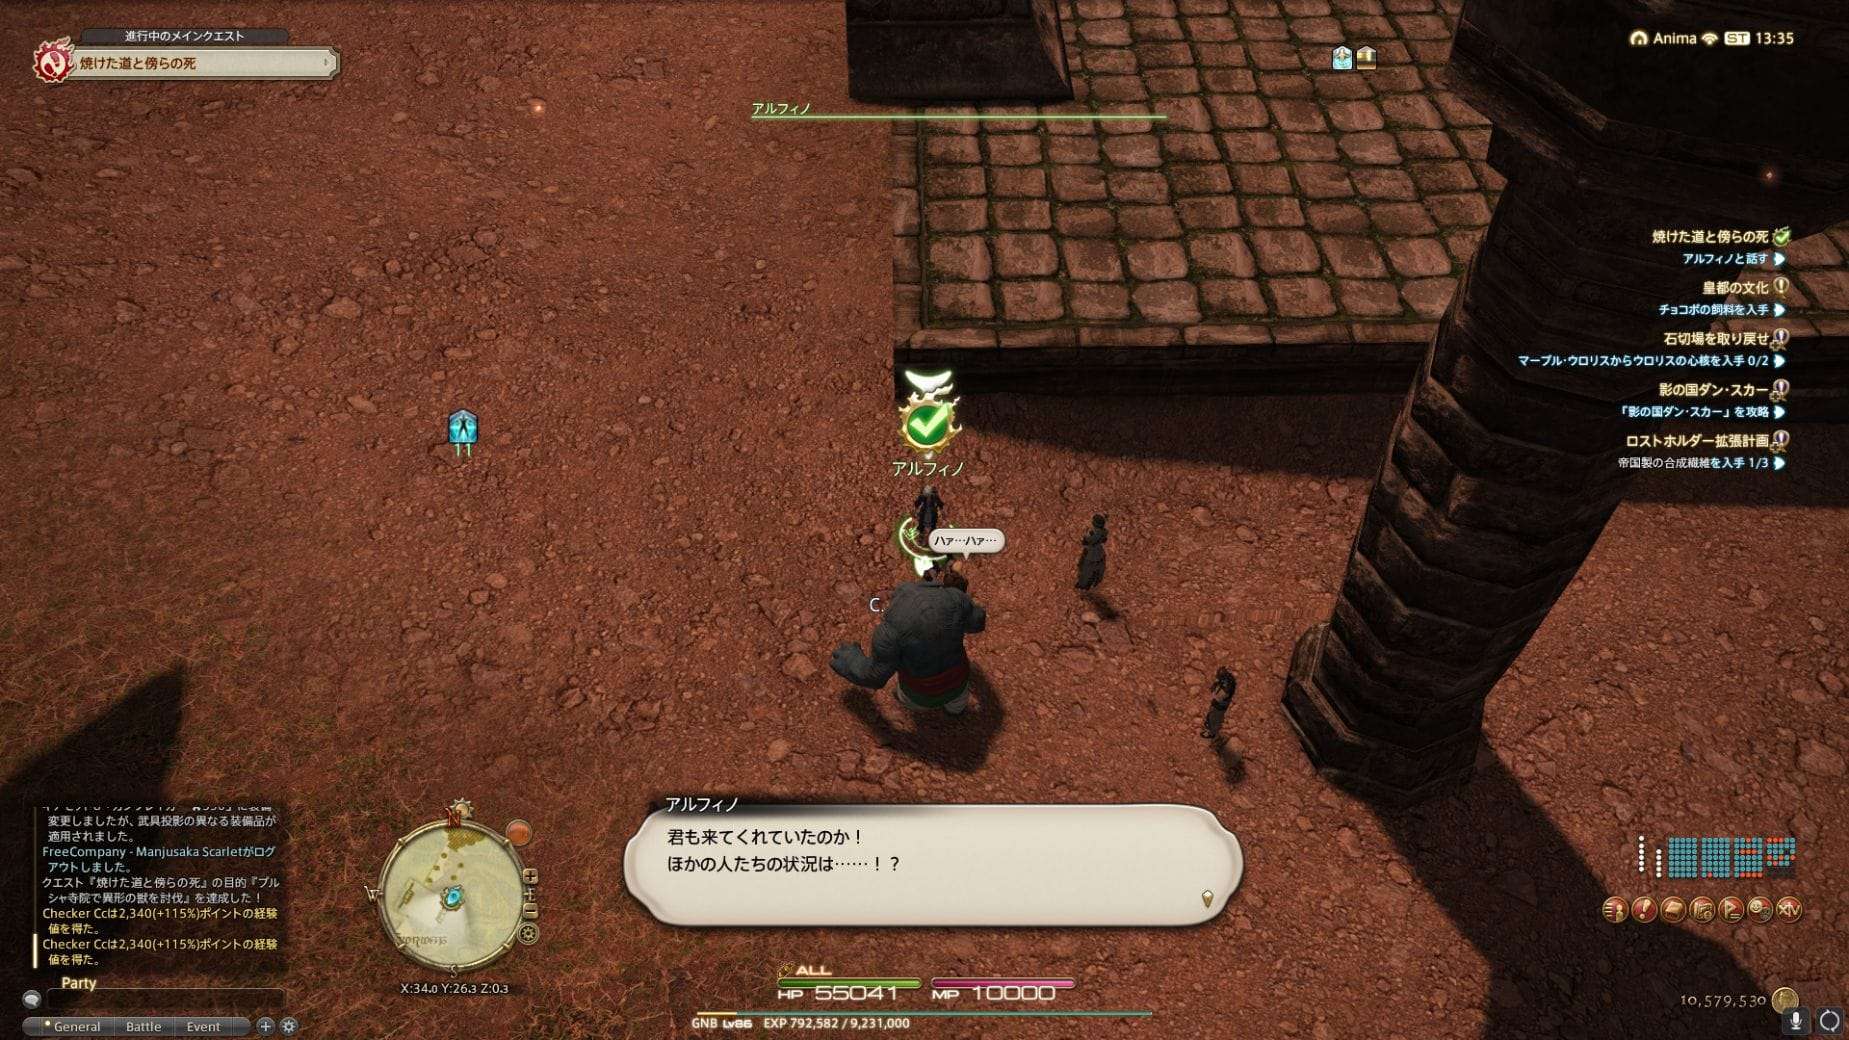 進行中のメインクエスト
焼けた道と傍らの死
Anima ST 13:35
アルフィノ
焼けた道と傍らの死
アルフィノと話す
皇都の文化
チョコボの飼料を入手
石切場を取り戻せ
マーブル・ウロリスからウロリスの心核を入手 0/2
影の国ダン・スカー
「影の国ダン・スカー」を攻略
ロストホルダー拡張計画
帝国製の合成繊維を入手 1/3
11
アルフィノ
ハァ…ハァ…
C.
アルフィノ
君も来てくれていたのか！
ほかの人たちの状況は……！？
変更しましたが、武具投影の異なる装備品が
適用されました。
FreeCompany - Manjusaka Scarletがログ
アウトしました。
クエスト『焼けた道と傍らの死』の目的『プル
シャ寺院で異形の獣を討伐』を達成した！
Checker Ccは2,340(+115%)ポイントの経験
値を得た。
Checker Ccは2,340(+115%)ポイントの経験
値を得た。
Party
General Battle Event
N
W
S
X:34.0 Y:26.3 Z:0.3
ALL
HP 55041 MP 10000
GNB Lv86 EXP 792,582 / 9,231,000
XIV
10,579,530